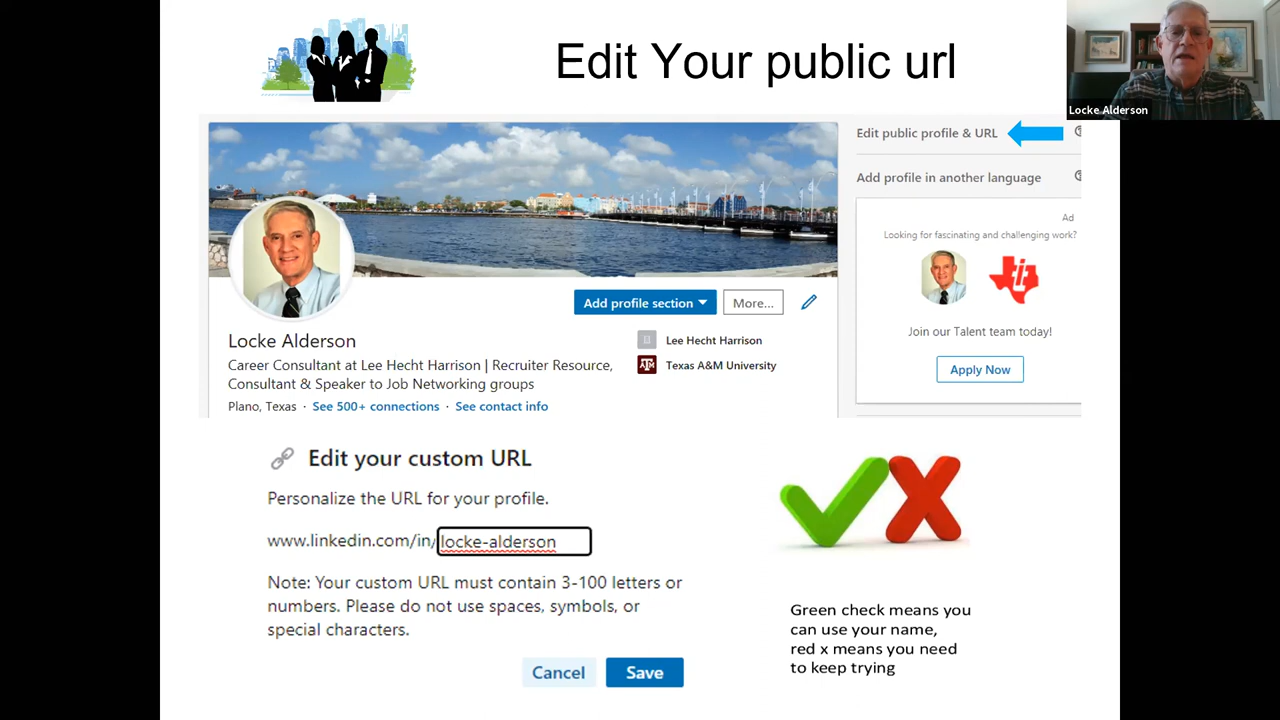 Edit Your public url
Locke Alderson
Edit public profile & URL
Add profile in another language
Ad
Looking for fascinating and challenging work?
Join our Talent team today!
Apply Now
Add profile section
More...
Locke Alderson
Career Consultant at Lee Hecht Harrison | Recruiter Resource,
Consultant & Speaker to Job Networking groups
Plano, Texas · See 500+ connections · See contact info
Lee Hecht Harrison
ATM
Texas A&M University
Edit your custom URL
Personalize the URL for your profile.
www.linkedin.com/in/locke-alderson
Note: Your custom URL must contain 3-100 letters or
numbers. Please do not use spaces, symbols, or
special characters.
Cancel
Save
Green check means you
can use your name,
red x means you need
to keep trying